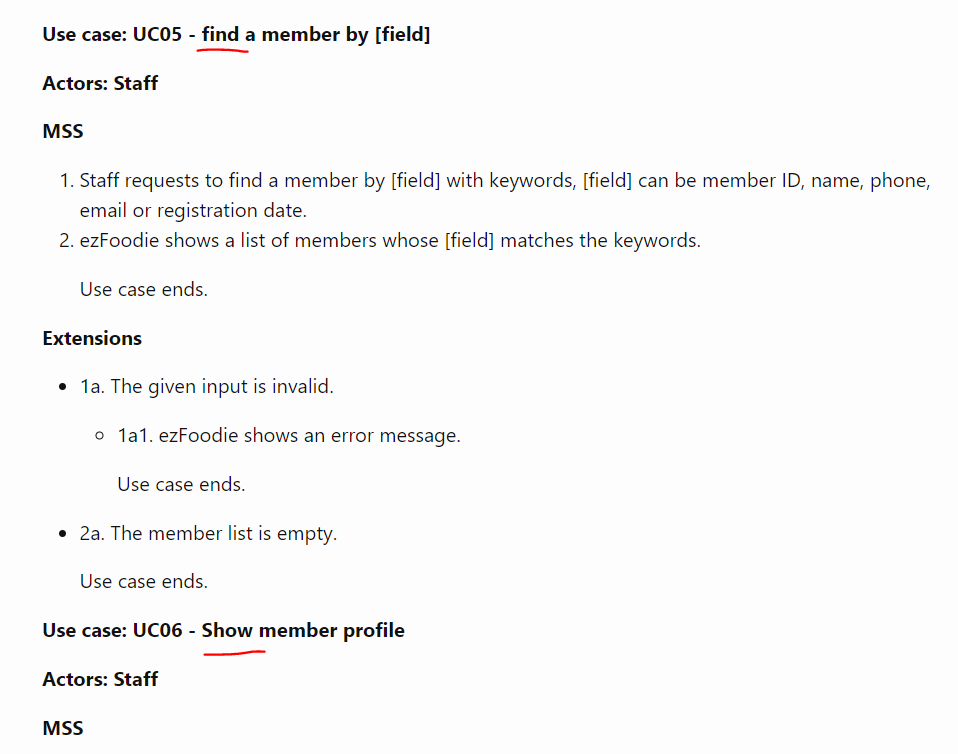 Use case: UC05 - find a member by [field]
Actors: Staff
MSS
1. Staff requests to find a member by [field] with keywords, [field] can be member ID, name, phone,
email or registration date.
2. ezFoodie shows a list of members whose [field] matches the keywords.
Use case ends.
Extensions
• 1a. The given input is invalid.
◦ 1a1. ezFoodie shows an error message.
Use case ends.
• 2a. The member list is empty.
Use case ends.
Use case: UC06 - Show member profile
Actors: Staff
MSS